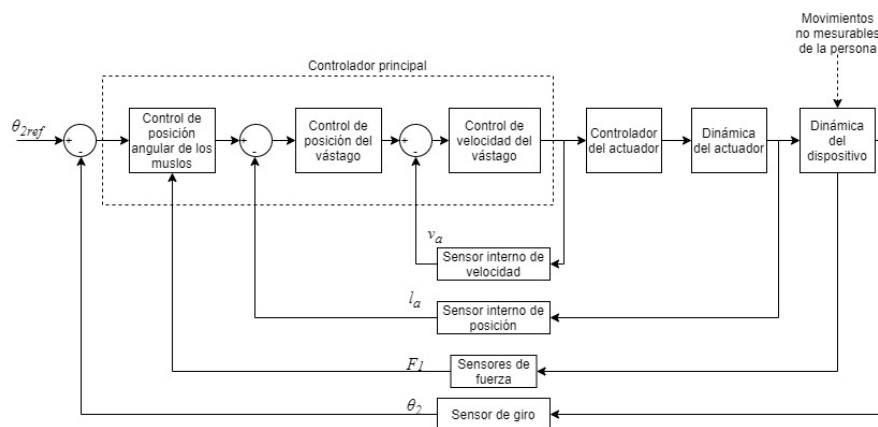 Movimientos
no mesurables
de la persona
Controlador principal
θ2ref
+
-
Control de
posición
angular de los
muslos
+
-
Control de
posición del
vástago
+
-
Control de
velocidad del
vástago
Controlador
del actuador
Dinámica
del actuador
Dinámica
del
dispositivo
va
Sensor interno de
velocidad
la
Sensor interno de
posición
F1
Sensores de
fuerza
θ2
Sensor de giro